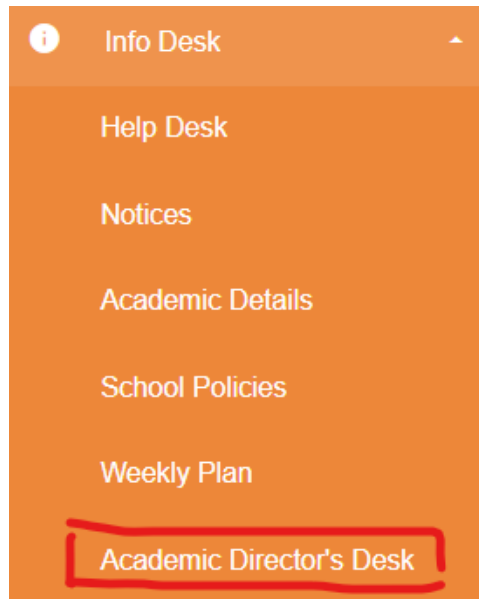 Info Desk
Help Desk
Notices
Academic Details
School Policies
Weekly Plan
Academic Director's Desk